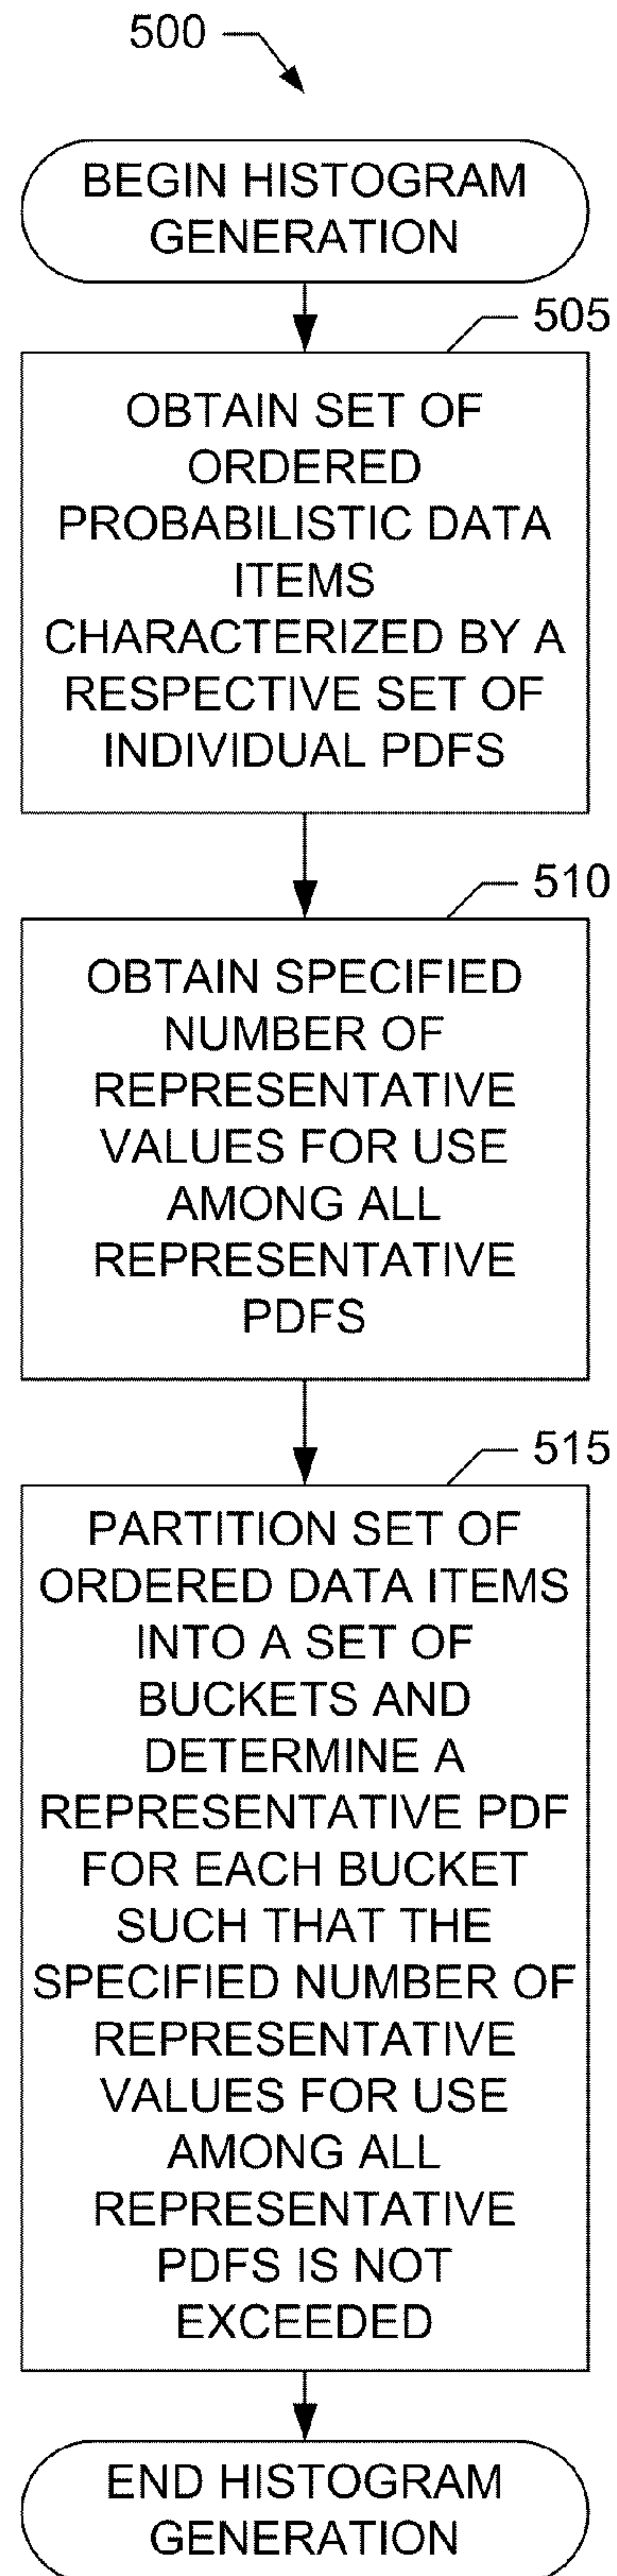 500
BEGIN HISTOGRAM
GENERATION
505
OBTAIN SET OF
ORDERED
PROBABILISTIC DATA
ITEMS
CHARACTERIZED BY A
RESPECTIVE SET OF
INDIVIDUAL PDFS
510
OBTAIN SPECIFIED
NUMBER OF
REPRESENTATIVE
VALUES FOR USE
AMONG ALL
REPRESENTATIVE
PDFS
515
PARTITION SET OF
ORDERED DATA ITEMS
INTO A SET OF
BUCKETS AND
DETERMINE A
REPRESENTATIVE PDF
FOR EACH BUCKET
SUCH THAT THE
SPECIFIED NUMBER OF
REPRESENTATIVE
VALUES FOR USE
AMONG ALL
REPRESENTATIVE
PDFS IS NOT
EXCEEDED
END HISTOGRAM
GENERATION